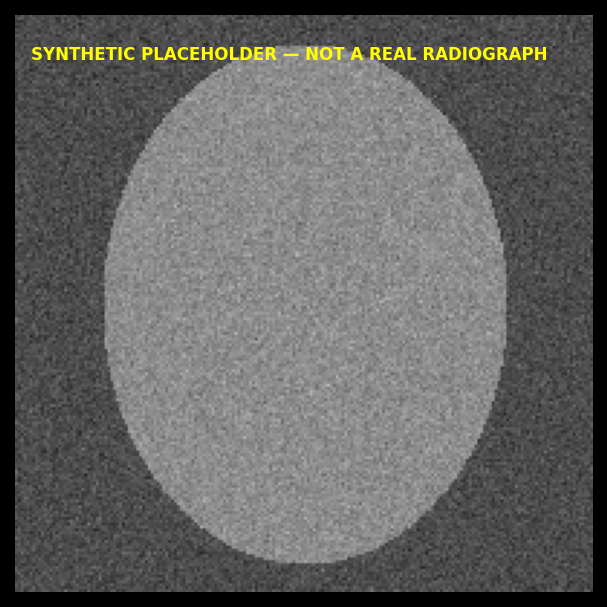 SYNTHETIC PLACEHOLDER — NOT A REAL RADIOGRAPH